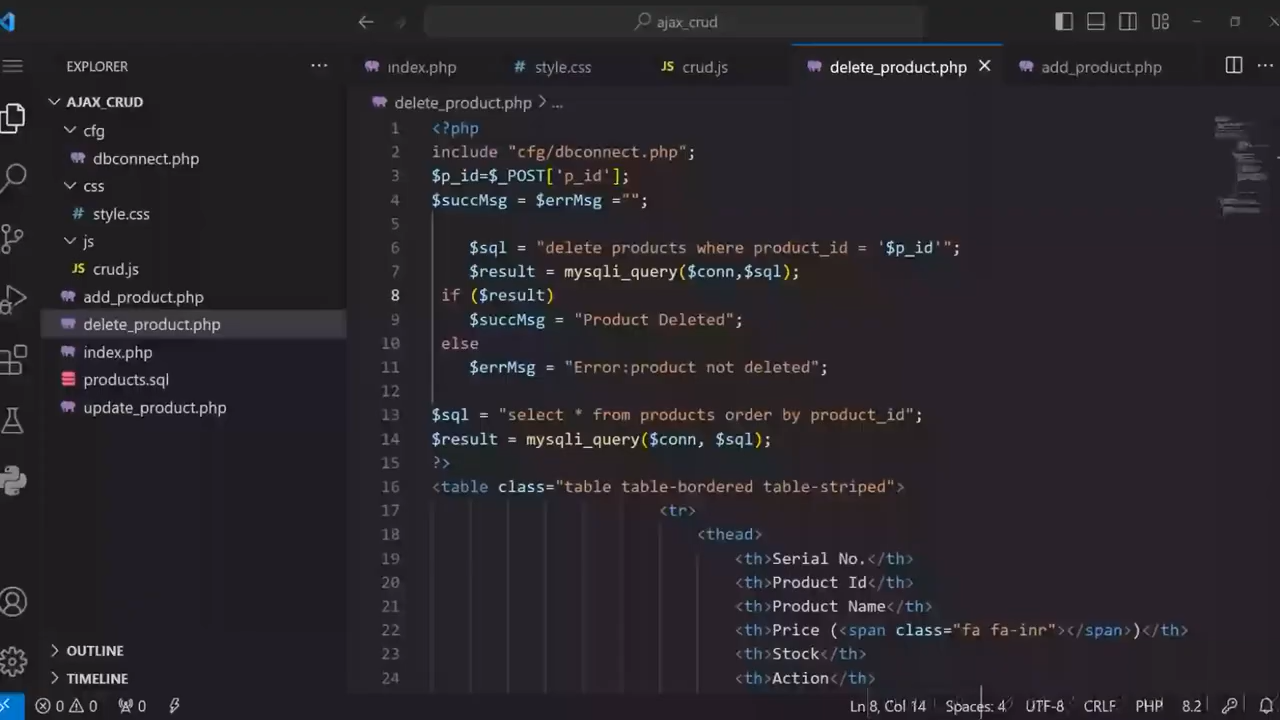 ajax_crud
EXPLORER
index.php
style.css
crud.js
delete_product.php
add_product.php
AJAX_CRUD
cfg
dbconnect.php
css
style.css
js
crud.js
add_product.php
delete_product.php
index.php
products.sql
update_product.php
OUTLINE
TIMELINE
delete_product.php > ...
1 <?php
2 include "cfg/dbconnect.php";
3 $p_id=$_POST['p_id'];
4 $succMsg = $errMsg ="";
5
6 $sql = "delete products where product_id = '$p_id'";
7 $result = mysqli_query($conn,$sql);
8 if ($result)
9 $succMsg = "Product Deleted";
10 else
11 $errMsg = "Error:product not deleted";
12
13 $sql = "select * from products order by product_id";
14 $result = mysqli_query($conn, $sql);
15 ?>
16 <table class="table table-bordered table-striped">
17 <tr>
18 <thead>
19 <th>Serial No.</th>
20 <th>Product Id</th>
21 <th>Product Name</th>
22 <th>Price (<span class="fa fa-inr"></span>)</th>
23 <th>Stock</th>
24 <th>Action</th>
0 0 0 Ln 8, Col 14 Spaces: 4 UTF-8 CRLF PHP 8.2